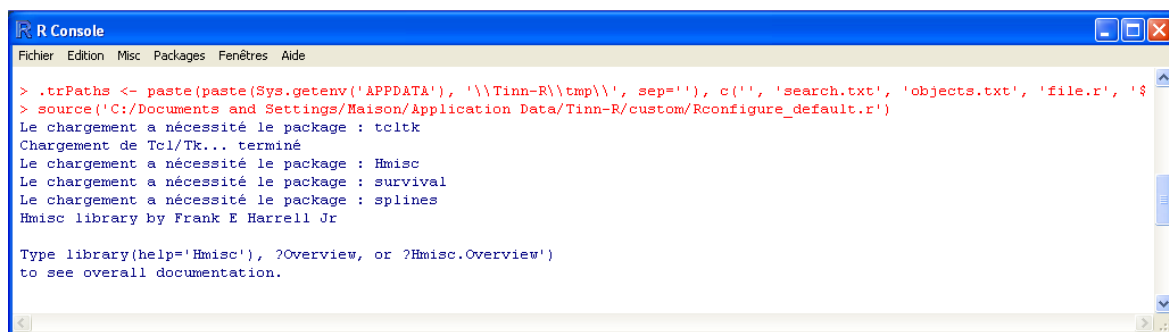 R Console
Fichier Edition Misc Packages Fenêtres Aide
> .trPaths <- paste(paste(Sys.getenv('APPDATA'), '\\Tinn-R\\tmp\\', sep=''), c('', 'search.txt', 'objects.txt', 'file.r', '$
> source('C:/Documents and Settings/Maison/Application Data/Tinn-R/custom/Rconfigure_default.r')
Le chargement a nécessité le package : tcltk
Chargement de Tcl/Tk... terminé
Le chargement a nécessité le package : Hmisc
Le chargement a nécessité le package : survival
Le chargement a nécessité le package : splines
Hmisc library by Frank E Harrell Jr
Type library(help='Hmisc'), ?Overview, or ?Hmisc.Overview')
to see overall documentation.